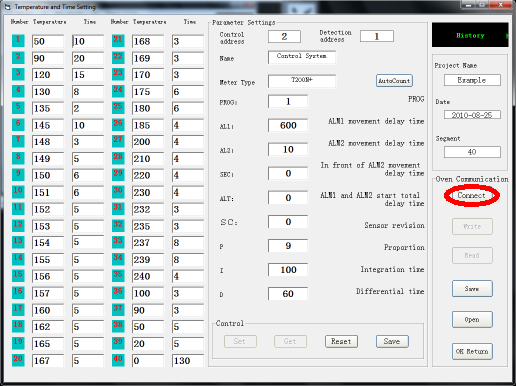 Temperature and Time Setting
Number Temperature Time Number Temperature Time
1 50 10 21 168 3
2 90 20 22 169 3
3 120 15 23 170 3
4 130 8 24 175 6
5 135 2 25 180 6
6 145 10 26 185 4
7 148 3 27 200 4
8 149 5 28 210 4
9 150 6 29 220 4
10 151 6 30 230 4
11 152 5 31 232 3
12 153 5 32 235 3
13 154 5 33 237 8
14 155 5 34 239 8
15 156 5 35 240 4
16 157 5 36 100 3
17 160 5 37 90 3
18 162 5 38 50 5
19 165 5 39 20 5
20 167 5 40 0 130
Parameter Settings
Control address 2 Detection address 1
Name Control System
Meter Type T200N+ AutoCount
PROG: 1 PROG
AL1: 600 ALM1 movement delay time
AL2: 10 ALM2 movement delay time
SEC: 0 In front of ALM2 movement delay time
ALT: 0 ALM1 and ALM2 start total delay time
SC: 0 Sensor revision
P 9 Proportion
I 100 Integration time
D 60 Differential time
Control
Set Get Reset Save
History
Project Name
Example
Date
2010-08-25
Segment
40
Oven Communication
Connect
Write
Read
Save
Open
OK Return